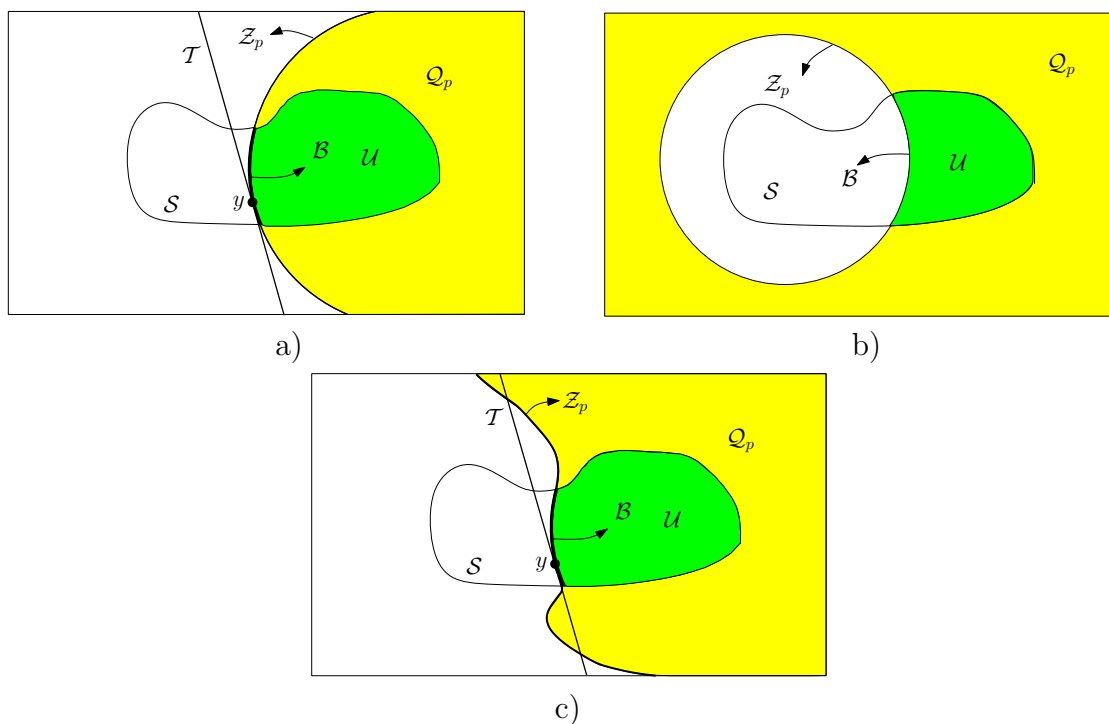 𝒯 𝒵ₚ 𝒬ₚ
ℬ 𝒰
𝒮 y
a)
𝒵ₚ 𝒬ₚ
𝒮 ℬ 𝒰
b)
𝒯 𝒵ₚ 𝒬ₚ
ℬ 𝒰
𝒮 y
c)